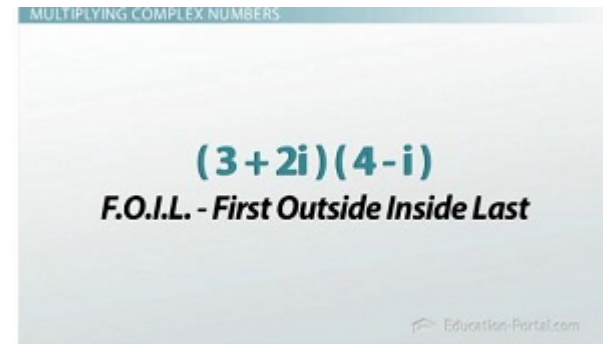 MULTIPLYING COMPLEX NUMBERS
(3+2i)(4-i)
F.O.I.L. - First Outside Inside Last
Education-Portal.com